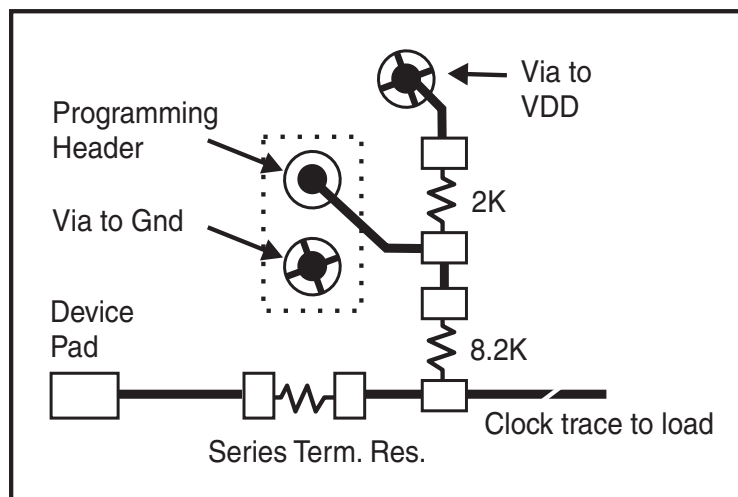 Via to
VDD
Programming
Header
2K
Via to Gnd
Device
Pad
8.2K
Clock trace to load
Series Term. Res.